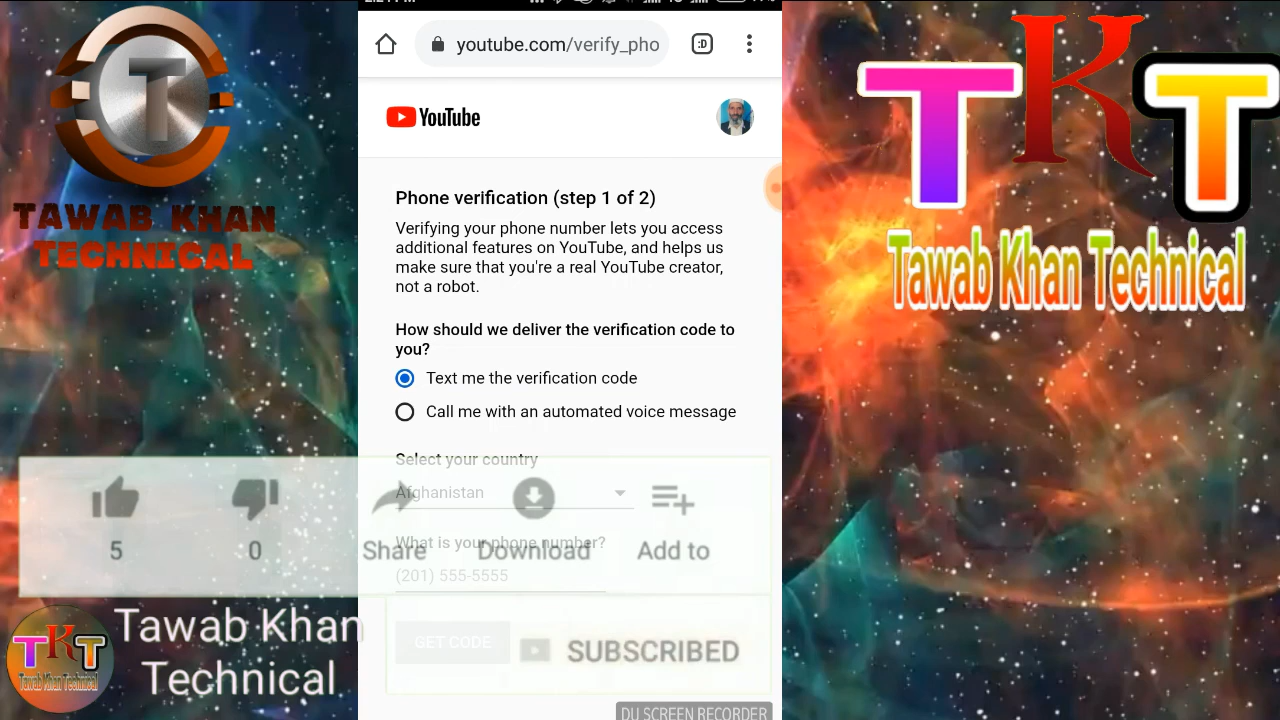 T
TAWAB KHAN
TECHNICAL
youtube.com/verify_pho
:D
YouTube
Phone verification (step 1 of 2)
Verifying your phone number lets you access
additional features on YouTube, and helps us
make sure that you're a real YouTube creator,
not a robot.
How should we deliver the verification code to
you?
Text me the verification code
Call me with an automated voice message
Select your country
Afghanistan
What is your phone number?
(201) 555-5555
GET CODE
5
0
Share
Download
Add to
SUBSCRIBED
TKT
Tawab Khan Technical
Tawab Khan
Technical
DU SCREEN RECORDER
TKT
Tawab Khan Technical